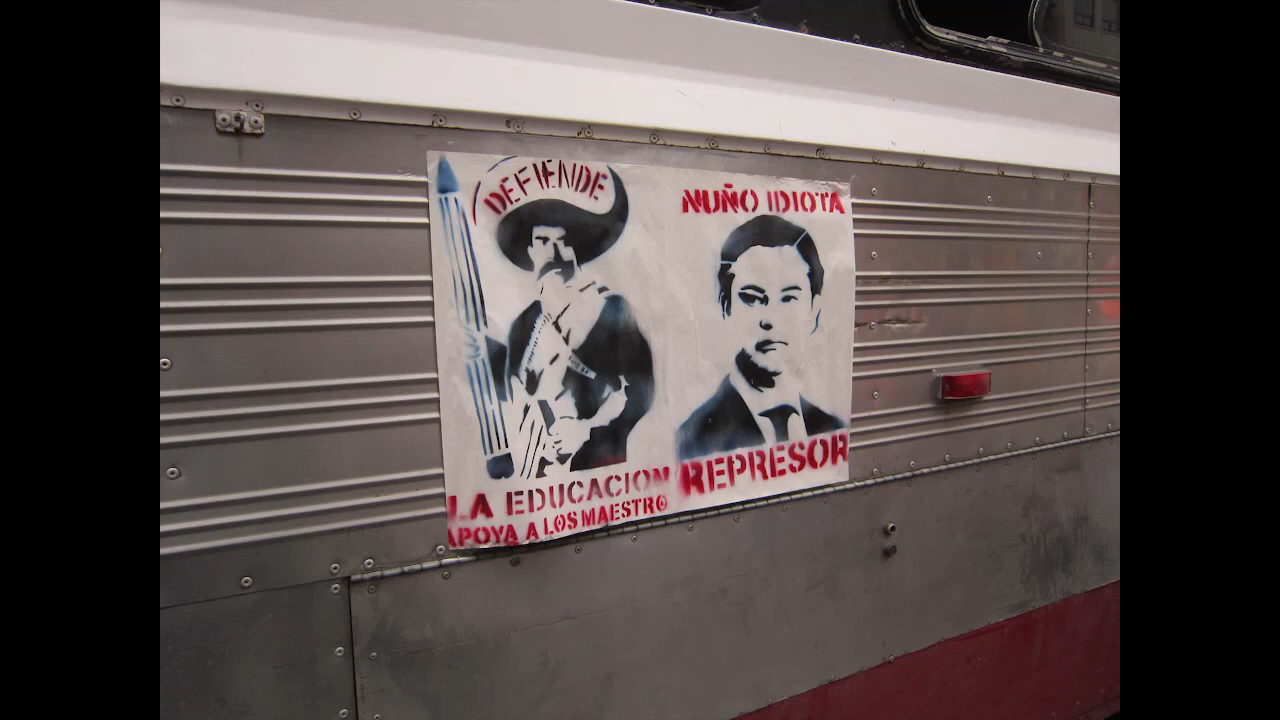 DEFIENDE
LA EDUCACION
APOYA A LOS MAESTRO
NUÑO IDIOTA
REPRESOR